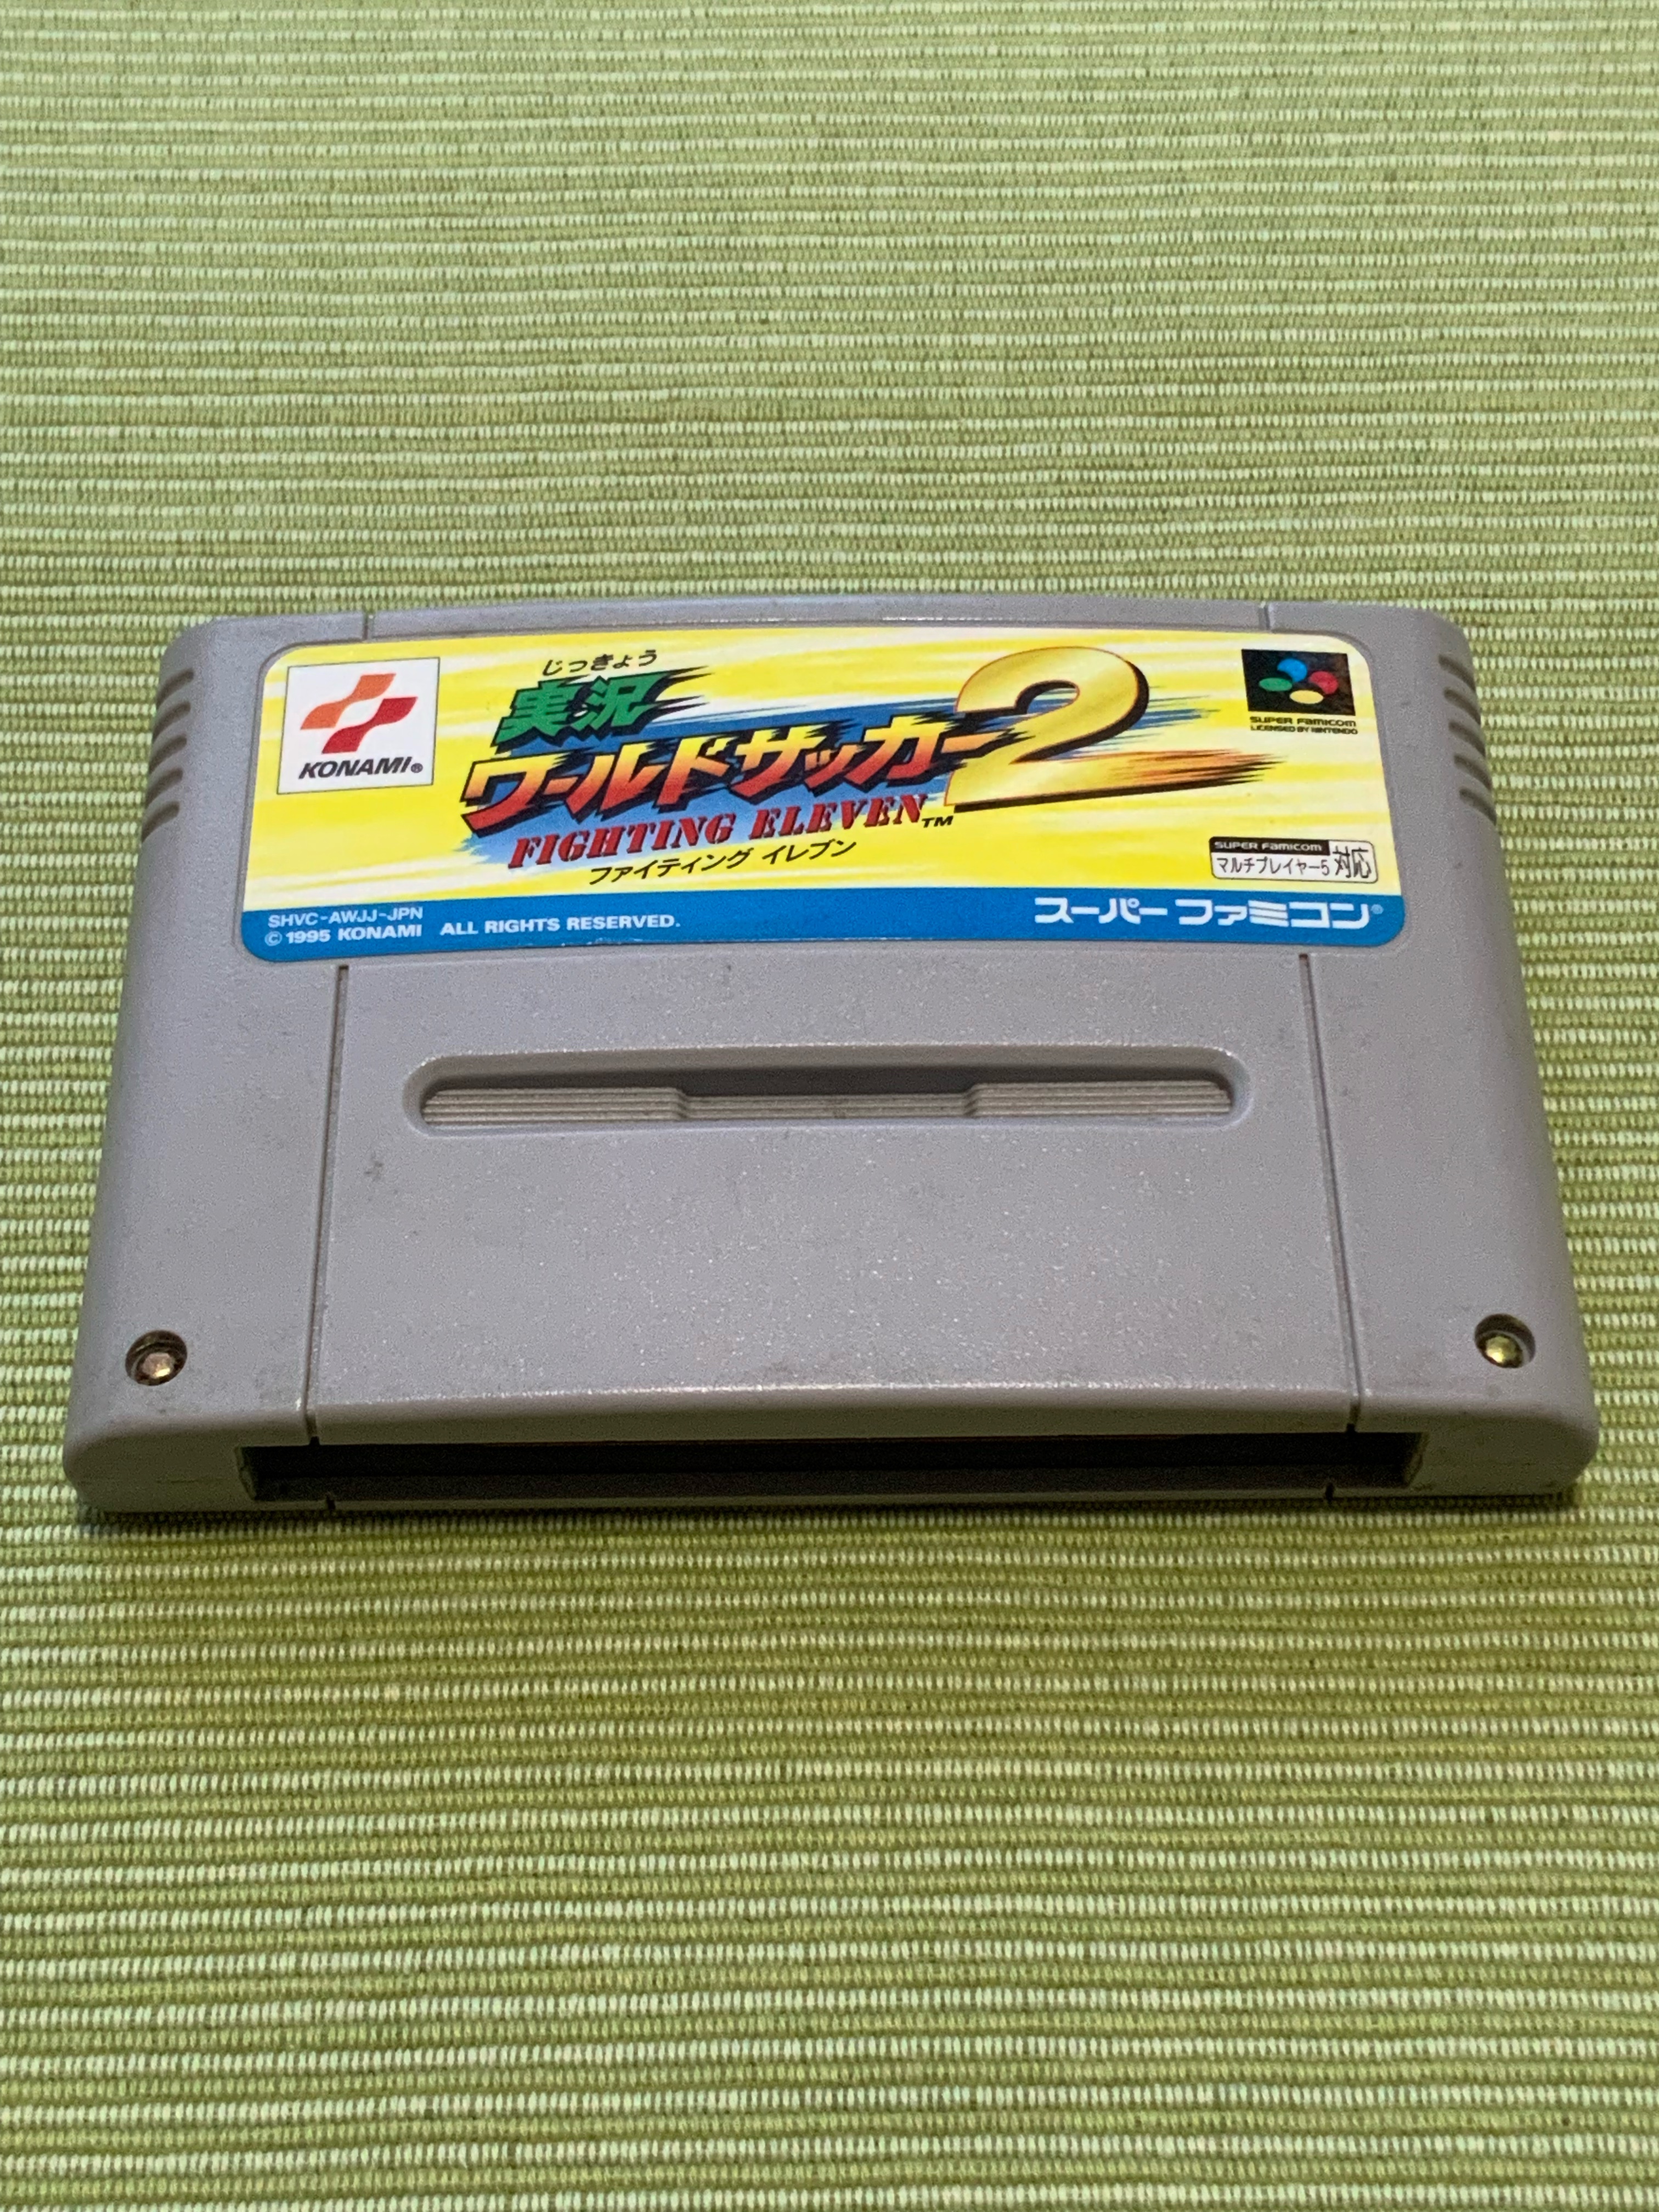 KONAMI®
じっきょう
実況
ワールドサッカー2
FIGHTING ELEVEN™
ファイティング イレブン
SUPER FAMICOM
LICENSED BY NINTENDO
SUPER FAMICOM
マルチプレイヤー5 対応
SHVC-AWJJ-JPN
© 1995 KONAMI ALL RIGHTS RESERVED.
スーパーファミコン®